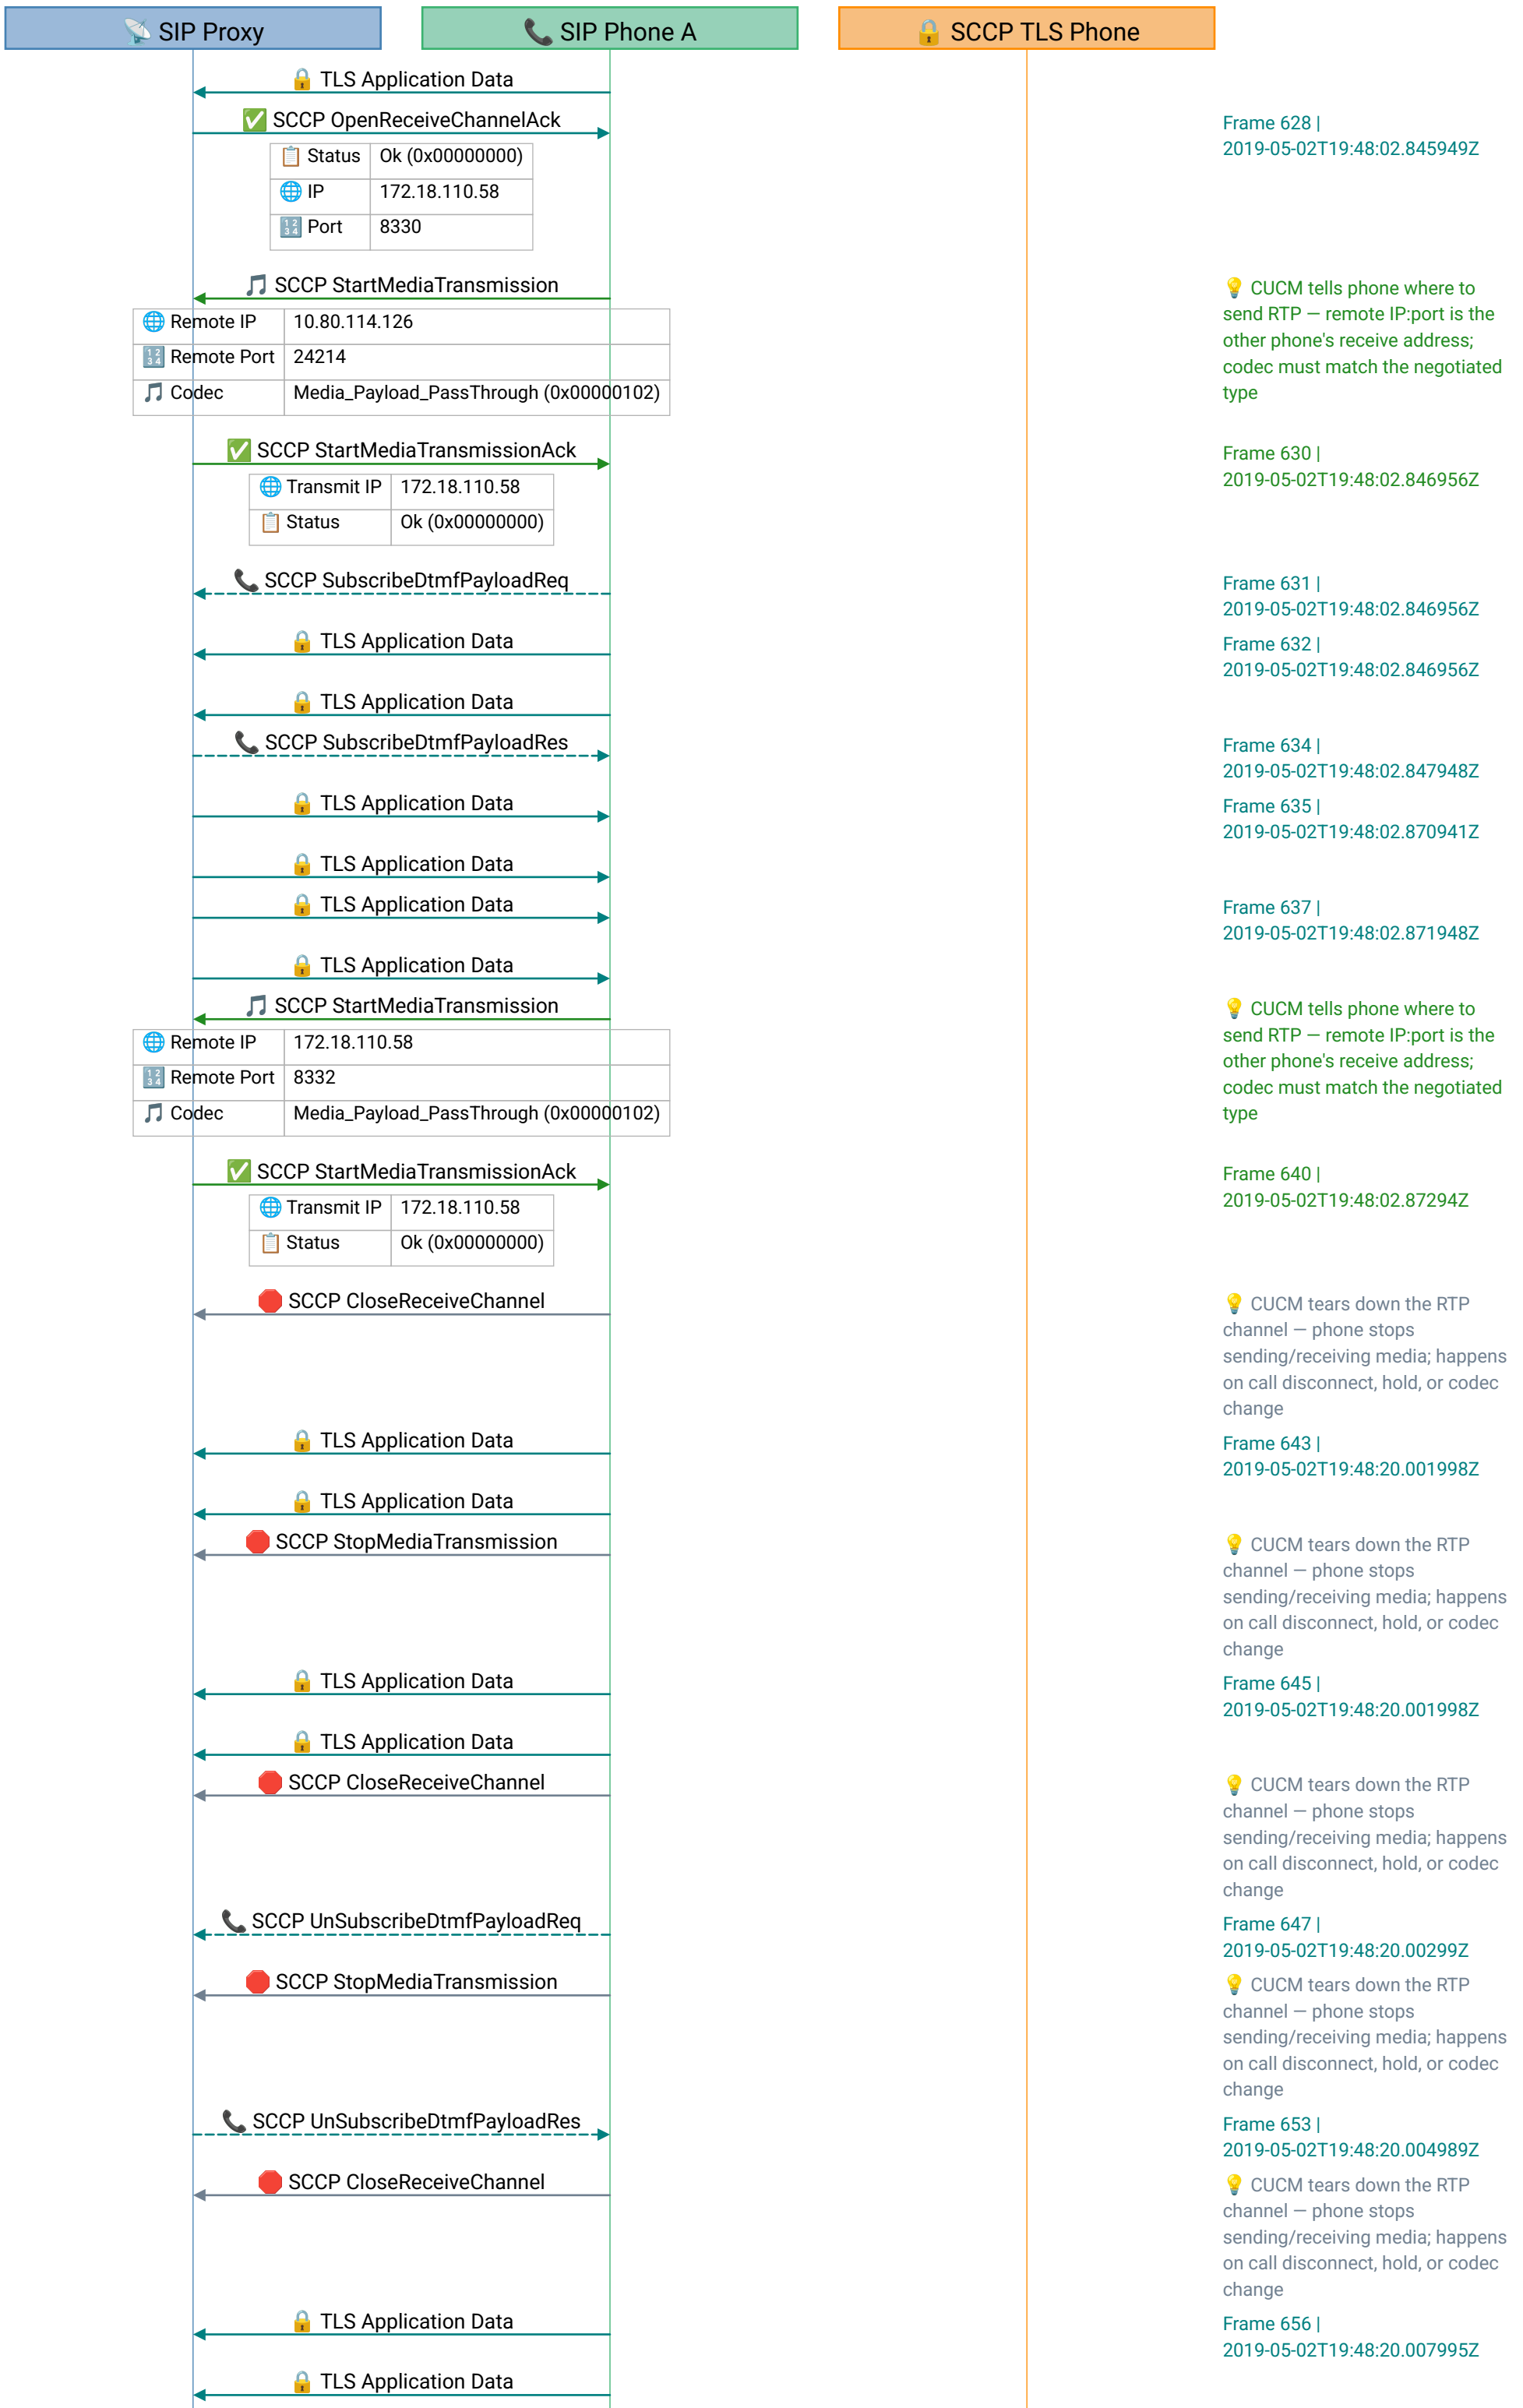 📡 SIP Proxy
📞 SIP Phone A
🔒 SCCP TLS Phone
🔒 TLS Application Data
✅ SCCP OpenReceiveChannelAck
Frame 628 |
2019-05-02T19:48:02.845949Z
📋 Status Ok (0x00000000)
🌐 IP 172.18.110.58
🔢 Port 8330
🎵 SCCP StartMediaTransmission
💡 CUCM tells phone where to
send RTP — remote IP:port is the
other phone's receive address;
codec must match the negotiated
type
🌐 Remote IP 10.80.114.126
🔢 Remote Port 24214
🎵 Codec Media_Payload_PassThrough (0x00000102)
✅ SCCP StartMediaTransmissionAck
Frame 630 |
2019-05-02T19:48:02.846956Z
🌐 Transmit IP 172.18.110.58
📋 Status Ok (0x00000000)
📞 SCCP SubscribeDtmfPayloadReq
Frame 631 |
2019-05-02T19:48:02.846956Z
🔒 TLS Application Data
Frame 632 |
2019-05-02T19:48:02.846956Z
🔒 TLS Application Data
📞 SCCP SubscribeDtmfPayloadRes
Frame 634 |
2019-05-02T19:48:02.847948Z
🔒 TLS Application Data
Frame 635 |
2019-05-02T19:48:02.870941Z
🔒 TLS Application Data
🔒 TLS Application Data
Frame 637 |
2019-05-02T19:48:02.871948Z
🔒 TLS Application Data
🎵 SCCP StartMediaTransmission
💡 CUCM tells phone where to
send RTP — remote IP:port is the
other phone's receive address;
codec must match the negotiated
type
🌐 Remote IP 172.18.110.58
🔢 Remote Port 8332
🎵 Codec Media_Payload_PassThrough (0x00000102)
✅ SCCP StartMediaTransmissionAck
Frame 640 |
2019-05-02T19:48:02.87294Z
🌐 Transmit IP 172.18.110.58
📋 Status Ok (0x00000000)
🛑 SCCP CloseReceiveChannel
💡 CUCM tears down the RTP
channel — phone stops
sending/receiving media; happens
on call disconnect, hold, or codec
change
🔒 TLS Application Data
Frame 643 |
2019-05-02T19:48:20.001998Z
🔒 TLS Application Data
🛑 SCCP StopMediaTransmission
💡 CUCM tears down the RTP
channel — phone stops
sending/receiving media; happens
on call disconnect, hold, or codec
change
🔒 TLS Application Data
Frame 645 |
2019-05-02T19:48:20.001998Z
🔒 TLS Application Data
🛑 SCCP CloseReceiveChannel
💡 CUCM tears down the RTP
channel — phone stops
sending/receiving media; happens
on call disconnect, hold, or codec
change
📞 SCCP UnSubscribeDtmfPayloadReq
Frame 647 |
2019-05-02T19:48:20.00299Z
🛑 SCCP StopMediaTransmission
💡 CUCM tears down the RTP
channel — phone stops
sending/receiving media; happens
on call disconnect, hold, or codec
change
📞 SCCP UnSubscribeDtmfPayloadRes
Frame 653 |
2019-05-02T19:48:20.004989Z
🛑 SCCP CloseReceiveChannel
💡 CUCM tears down the RTP
channel — phone stops
sending/receiving media; happens
on call disconnect, hold, or codec
change
🔒 TLS Application Data
Frame 656 |
2019-05-02T19:48:20.007995Z
🔒 TLS Application Data